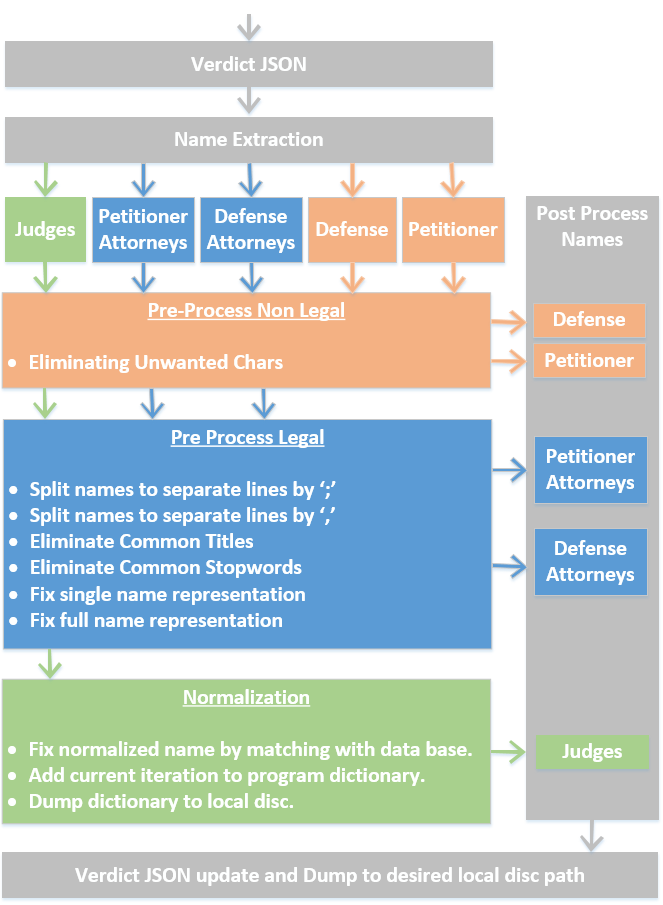 Verdict JSON
Name Extraction
Judges
Petitioner
Attorneys
Defense
Attorneys
Defense
Petitioner
Post Process
Names
Pre-Process Non Legal
• Eliminating Unwanted Chars
Defense
Petitioner
Pre Process Legal
• Split names to separate lines by ‘;’
• Split names to separate lines by ‘,’
• Eliminate Common Titles
• Eliminate Common Stopwords
• Fix single name representation
• Fix full name representation
Petitioner
Attorneys
Defense
Attorneys
Normalization
• Fix normalized name by matching with data base.
• Add current iteration to program dictionary.
• Dump dictionary to local disc.
Judges
Verdict JSON update and Dump to desired local disc path